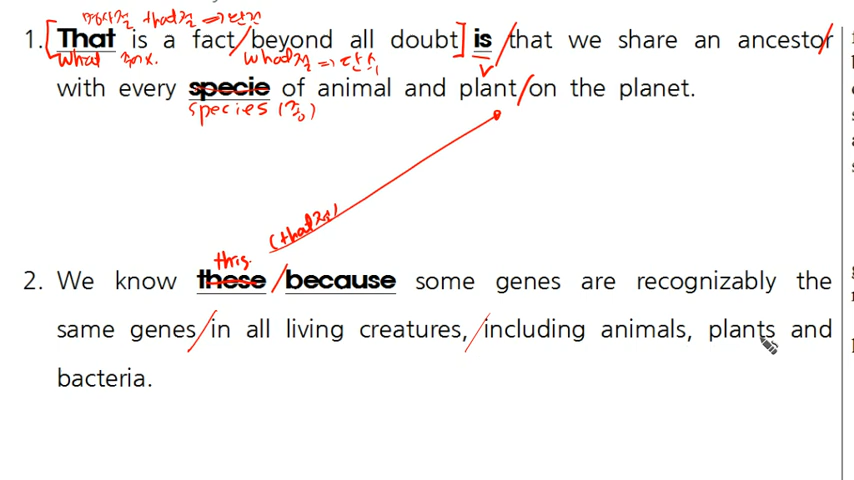 명사절 that절 ⇒ 단수
1. That is a fact beyond all doubt is that we share an ancestor
What 주어x. what절 ⇒ 단수
with every specie of animal and plant on the planet.
species (종)
(that절)
this
2. We know these because some genes are recognizably the
same genes in all living creatures, including animals, plants and
bacteria.